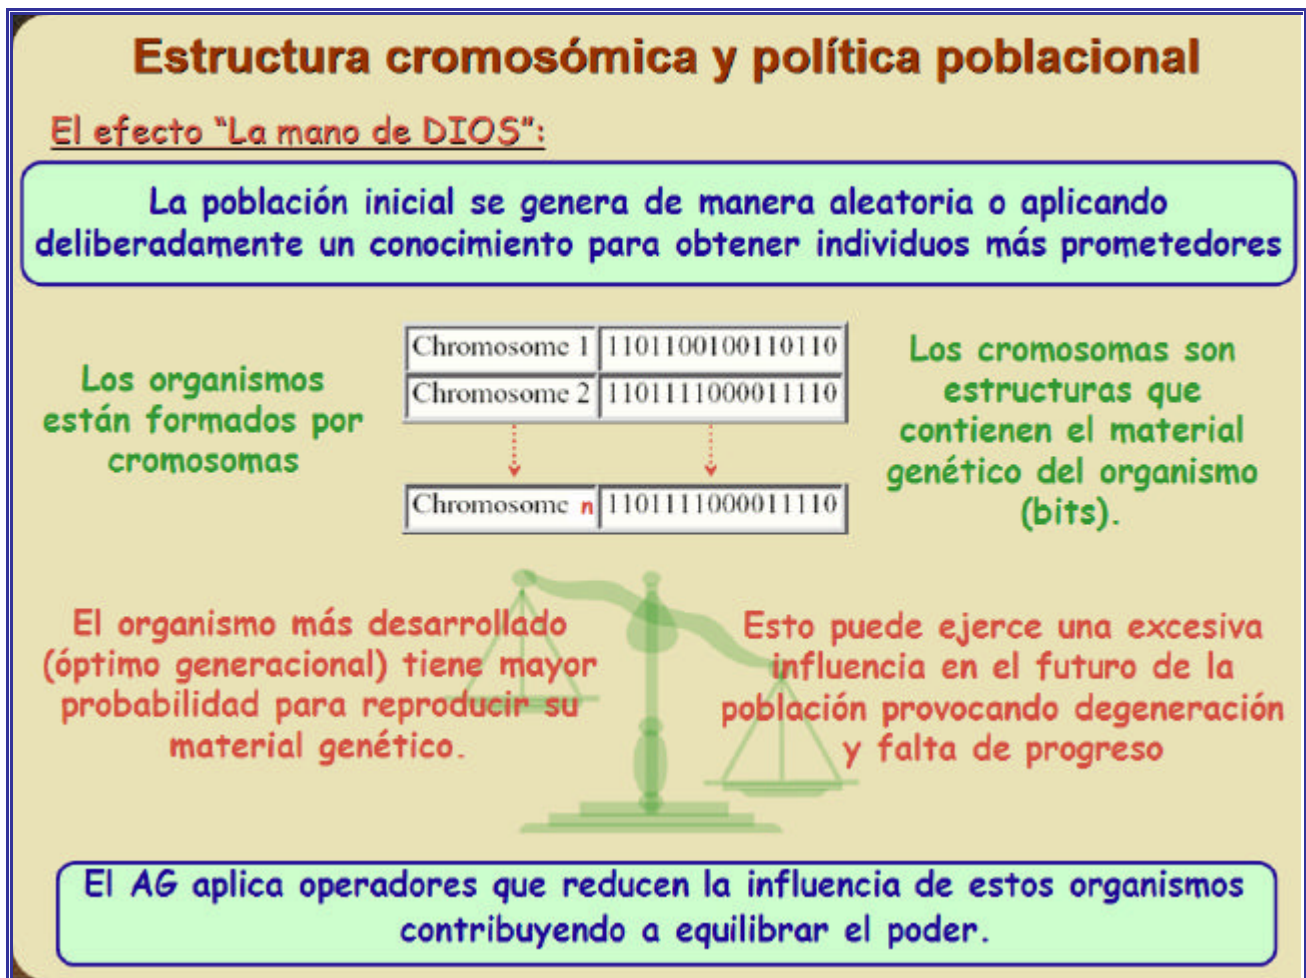 Estructura cromosómica y política poblacional
El efecto “La mano de DIOS”:
La población inicial se genera de manera aleatoria o aplicando
deliberadamente un conocimiento para obtener individuos más prometedores
Los organismos
están formados por
cromosomas
Chromosome 1 1101100100110110
Chromosome 2 1101111000011110
Chromosome n 1101111000011110
Los cromosomas son
estructuras que
contienen el material
genético del organismo
(bits).
El organismo más desarrollado
(óptimo generacional) tiene mayor
probabilidad para reproducir su
material genético.
Esto puede ejerce una excesiva
influencia en el futuro de la
población provocando degeneración
y falta de progreso
El AG aplica operadores que reducen la influencia de estos organismos
contribuyendo a equilibrar el poder.